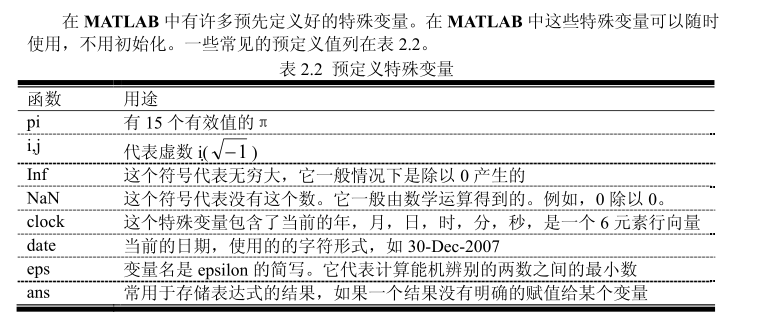 在 MATLAB 中有许多预先定义好的特殊变量。在 MATLAB 中这些特殊变量可以随时
使用，不用初始化。一些常见的预定义值列在表 2.2。
表 2.2 预定义特殊变量
函数 用途
pi 有 15 个有效值的 π
i,j 代表虚数 i(√−1)
Inf 这个符号代表无穷大，它一般情况下是除以 0 产生的
NaN 这个符号代表没有这个数。它一般由数学运算得到的。例如，0 除以 0。
clock 这个特殊变量包含了当前的年，月，日，时，分，秒，是一个 6 元素行向量
date 当前的日期，使用的的字符形式，如 30-Dec-2007
eps 变量名是 epsilon 的简写。它代表计算能机辨别的两数之间的最小数
ans 常用于存储表达式的结果，如果一个结果没有明确的赋值给某个变量